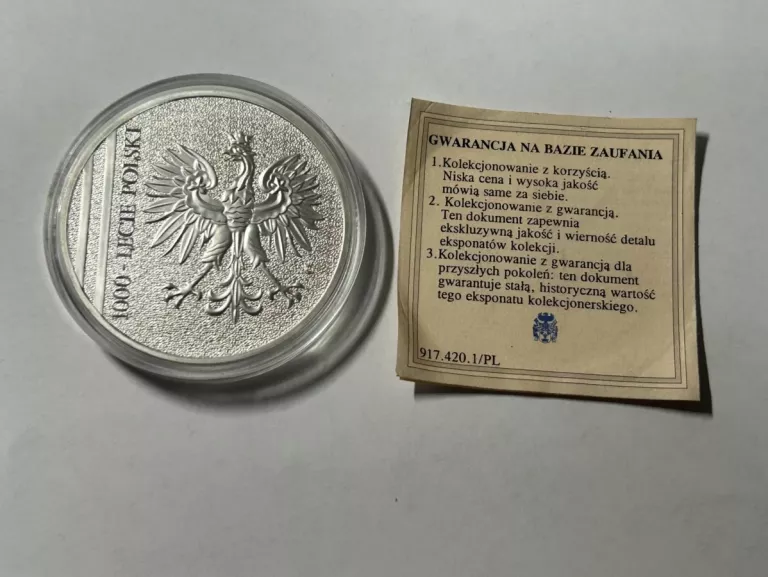 1000 - LECIE POLSKI
GWARANCJA NA BAZIE ZAUFANIA
1.Kolekcjonowanie z korzyścią.
Niska cena i wysoka jakość
mówią same za siebie.
2. Kolekcjonowanie z gwarancją.
Ten dokument zapewnia
ekskluzywną jakość i wierność detalu
eksponatów kolekcji.
3.Kolekcjonowanie z gwarancją dla
przyszłych pokoleń: ten dokument
gwarantuje stałą, historyczną wartość
tego eksponatu kolekcjonerskiego.
917.420.1/PL